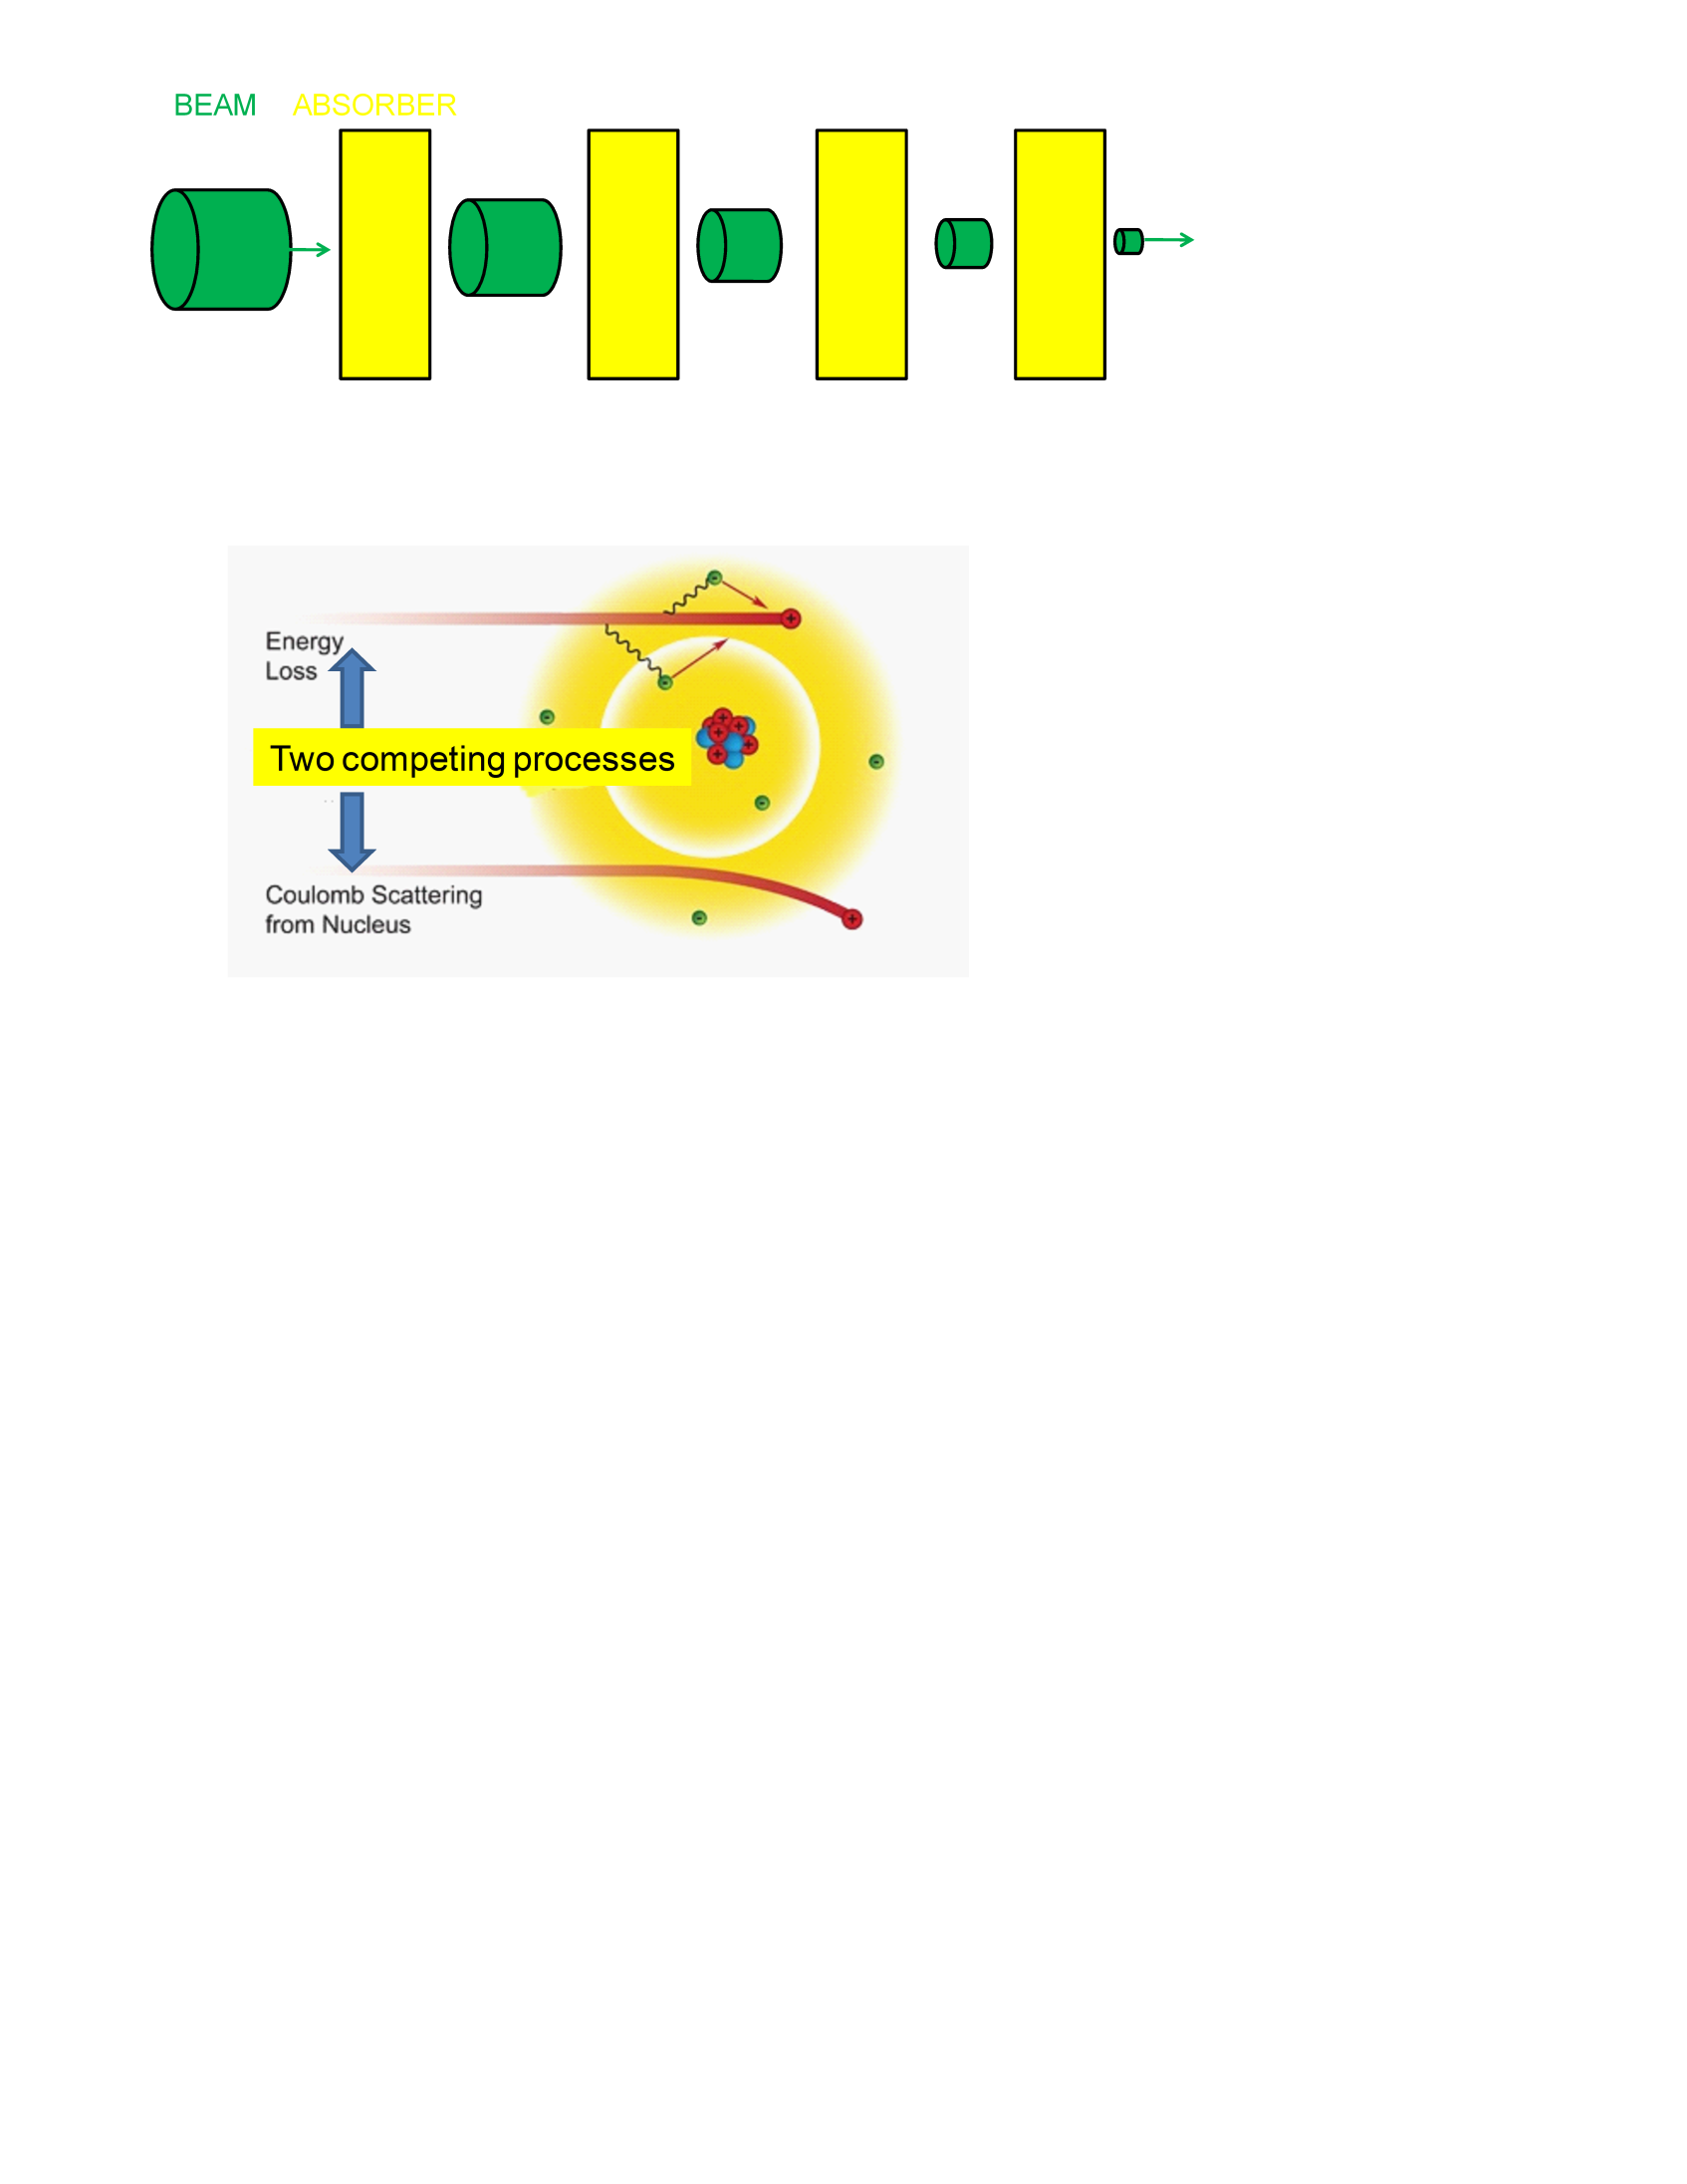 BEAM ABSORBER
Energy
Loss
Two competing processes
Coulomb Scattering
from Nucleus